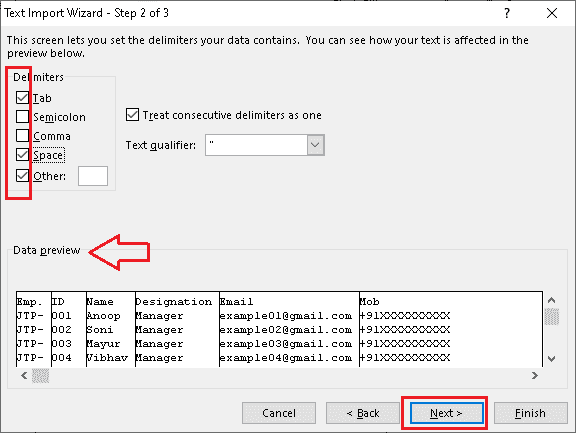 Text Import Wizard - Step 2 of 3 ? ×
This screen lets you set the delimiters your data contains. You can see how your text is affected in the
preview below.
Delimiters
Tab
Semicolon
Treat consecutive delimiters as one
Comma
Text qualifier: "
Space
Other:
Data preview
Emp. ID Name Designation Email Mob
JTP- 001 Anoop Manager example01@gmail.com +91XXXXXXXXXX
JTP- 002 Soni Manager example02@gmail.com +91XXXXXXXXXX
JTP- 003 Mayur Manager example03@gmail.com +91XXXXXXXXXX
JTP- 004 Vibhav Manager example04@gmail.com +91XXXXXXXXXX
Cancel < Back Next > Finish